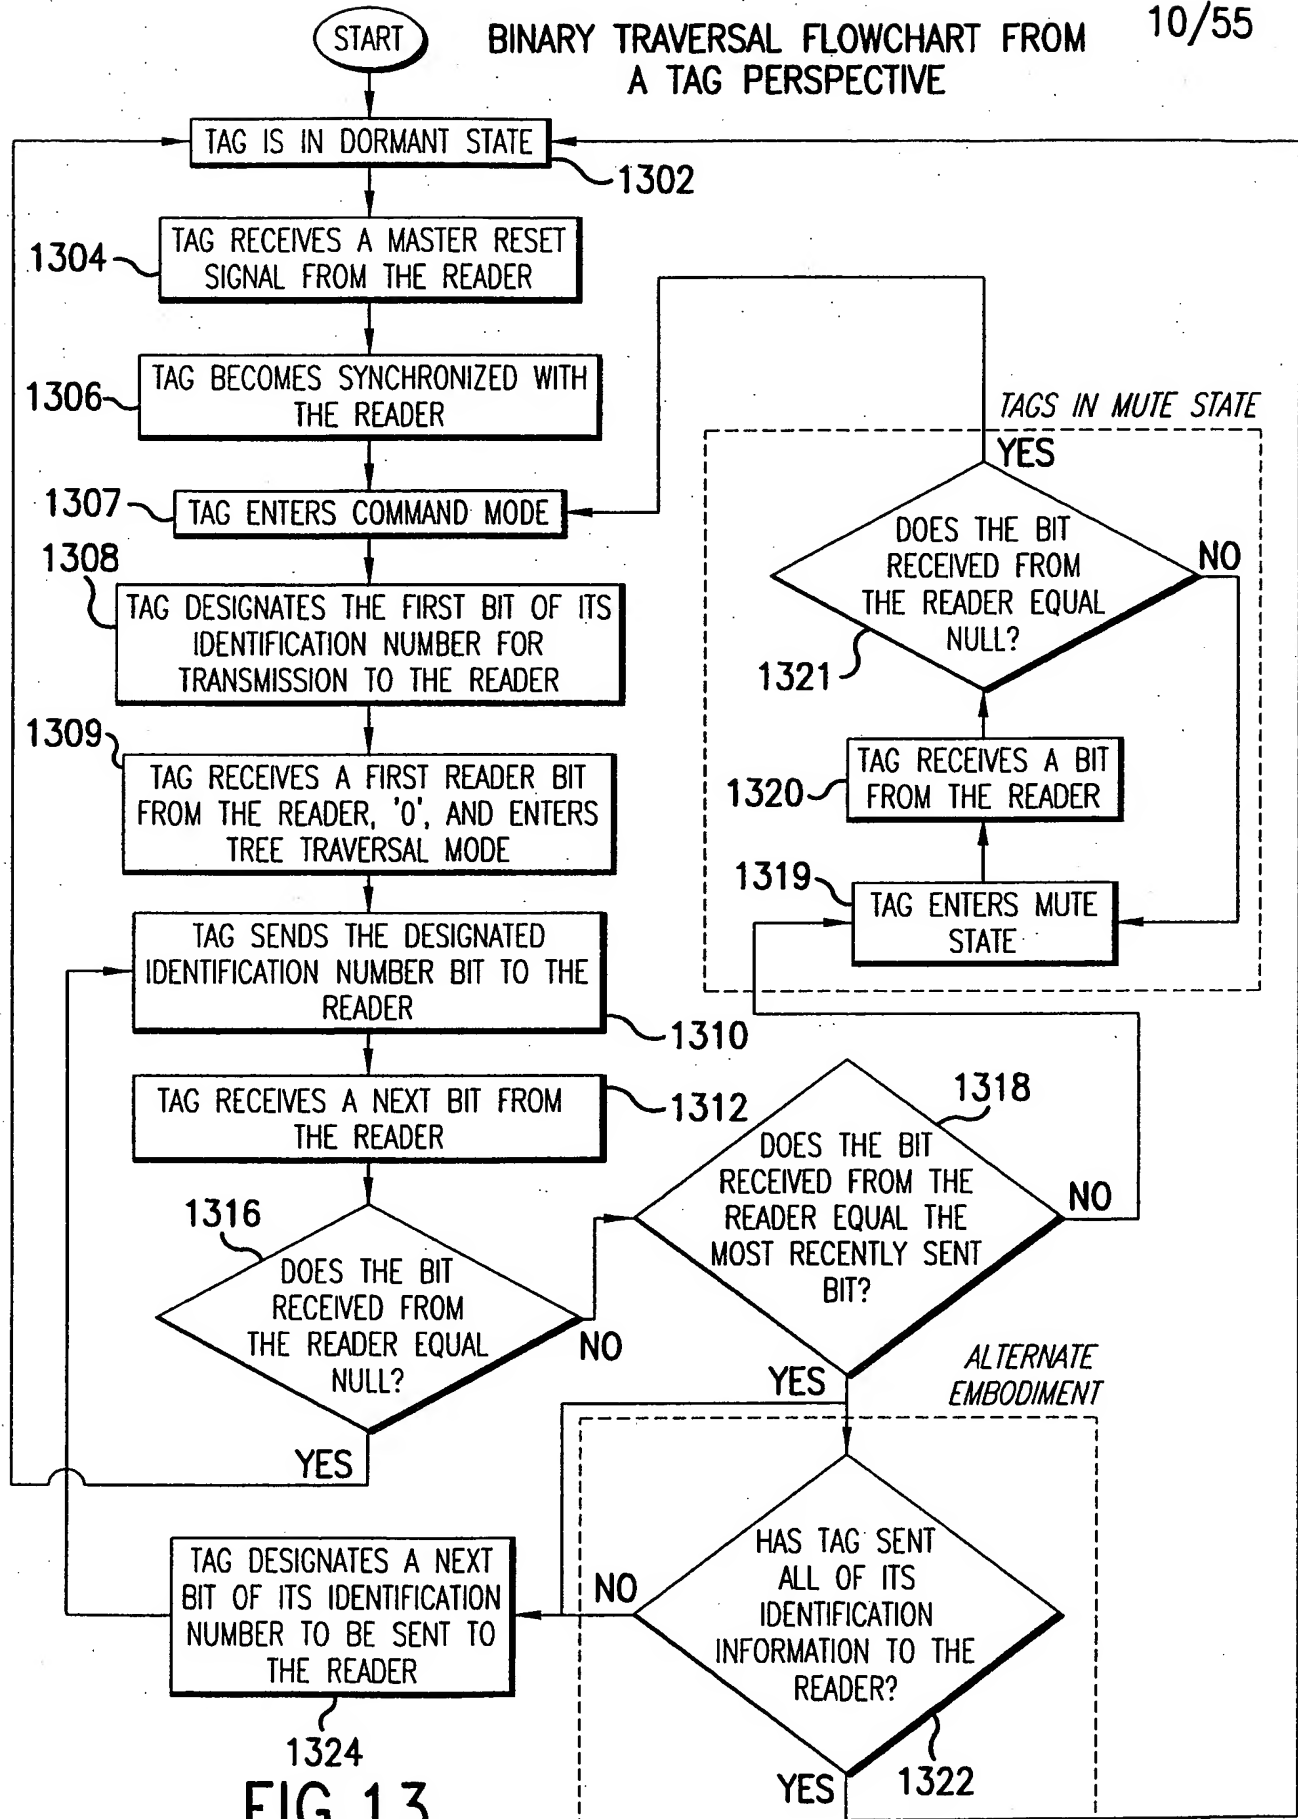 10/55
BINARY TRAVERSAL FLOWCHART FROM
A TAG PERSPECTIVE
START
TAG IS IN DORMANT STATE
1302
1304
TAG RECEIVES A MASTER RESET
SIGNAL FROM THE READER
1306
TAG BECOMES SYNCHRONIZED WITH
THE READER
1307
TAG ENTERS COMMAND MODE
1308
TAG DESIGNATES THE FIRST BIT OF ITS
IDENTIFICATION NUMBER FOR
TRANSMISSION TO THE READER
1309
TAG RECEIVES A FIRST READER BIT
FROM THE READER, '0', AND ENTERS
TREE TRAVERSAL MODE
TAG SENDS THE DESIGNATED
IDENTIFICATION NUMBER BIT TO THE
READER
1310
TAG RECEIVES A NEXT BIT FROM
THE READER
1312
1316
DOES THE BIT
RECEIVED FROM
THE READER EQUAL
NULL?
NO
YES
1318
DOES THE BIT
RECEIVED FROM THE
READER EQUAL THE
MOST RECENTLY SENT
BIT?
NO
YES
TAGS IN MUTE STATE
YES
DOES THE BIT
RECEIVED FROM
THE READER EQUAL
NULL?
NO
1321
TAG RECEIVES A BIT
FROM THE READER
1320
1319
TAG ENTERS MUTE
STATE
ALTERNATE
EMBODIMENT
HAS TAG SENT
ALL OF ITS
IDENTIFICATION
INFORMATION TO THE
READER?
NO
YES
1322
TAG DESIGNATES A NEXT
BIT OF ITS IDENTIFICATION
NUMBER TO BE SENT TO
THE READER
1324
FIG.13